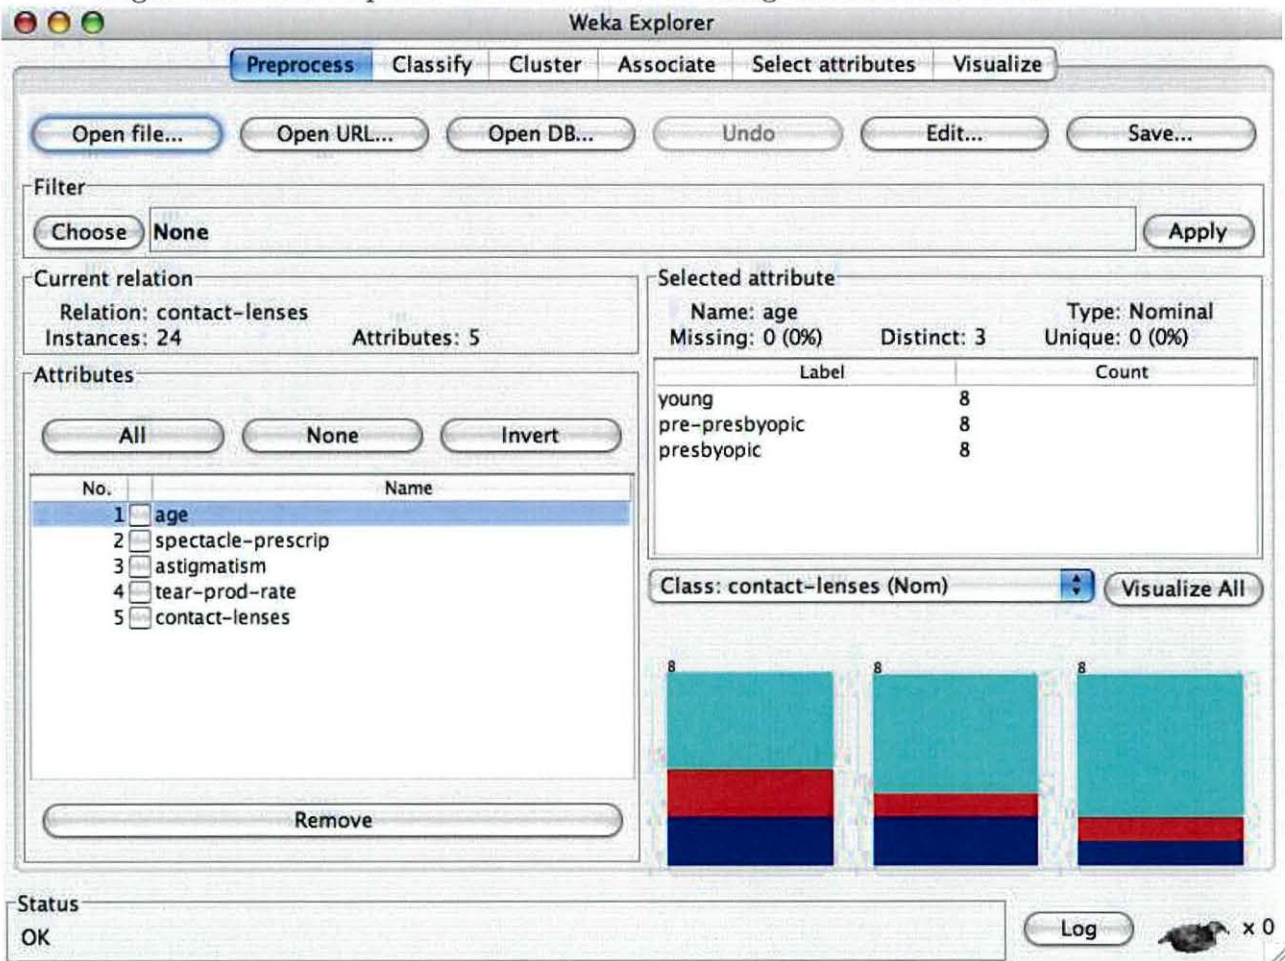 Weka Explorer
Preprocess Classify Cluster Associate Select attributes Visualize
Open file... Open URL... Open DB... Undo Edit... Save...
Filter
Choose None Apply
Current relation
Relation: contact-lenses
Instances: 24 Attributes: 5
Attributes
All None Invert
No. Name
1 age
2 spectacle-prescrip
3 astigmatism
4 tear-prod-rate
5 contact-lenses
Remove
Selected attribute
Name: age Type: Nominal
Missing: 0 (0%) Distinct: 3 Unique: 0 (0%)
Label Count
young 8
pre-presbyopic 8
presbyopic 8
Class: contact-lenses (Nom) Visualize All
8 8 8
Status
OK
Log x 0